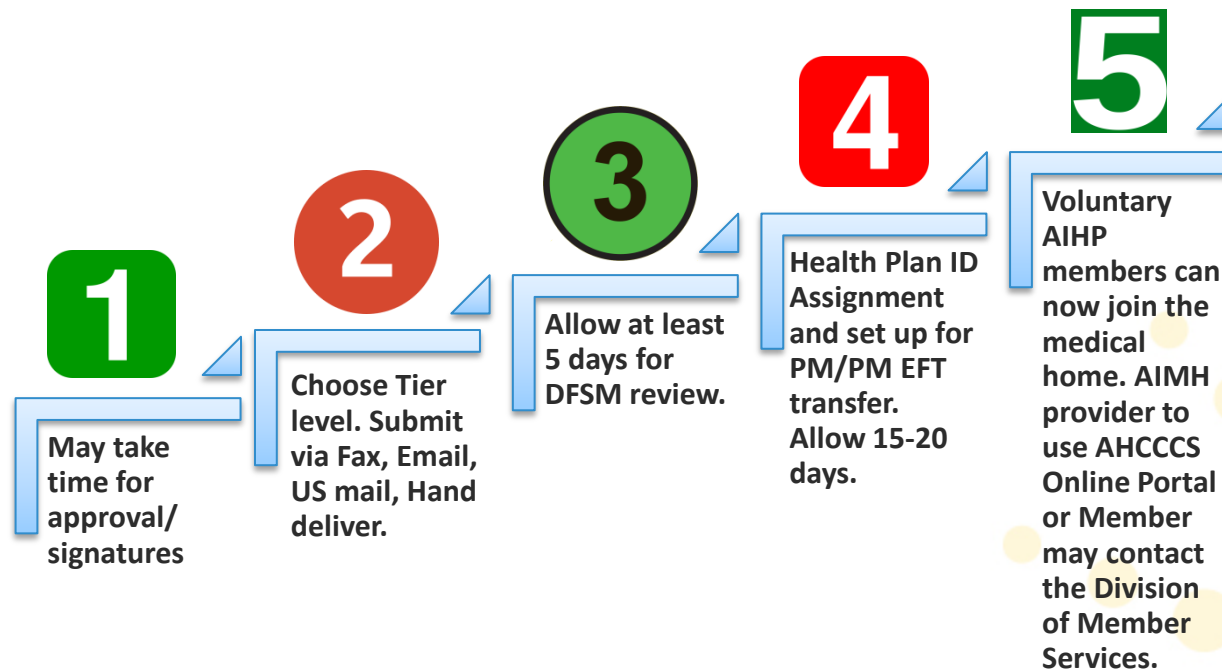 1
May take
time for
approval/
signatures
2
Choose Tier
level. Submit
via Fax, Email,
US mail, Hand
deliver.
3
Allow at least
5 days for
DFSM review.
4
Health Plan ID
Assignment
and set up for
PM/PM EFT
transfer.
Allow 15-20
days.
5
Voluntary
AIHP
members can
now join the
medical
home. AIMH
provider to
use AHCCCS
Online Portal
or Member
may contact
the Division
of Member
Services.